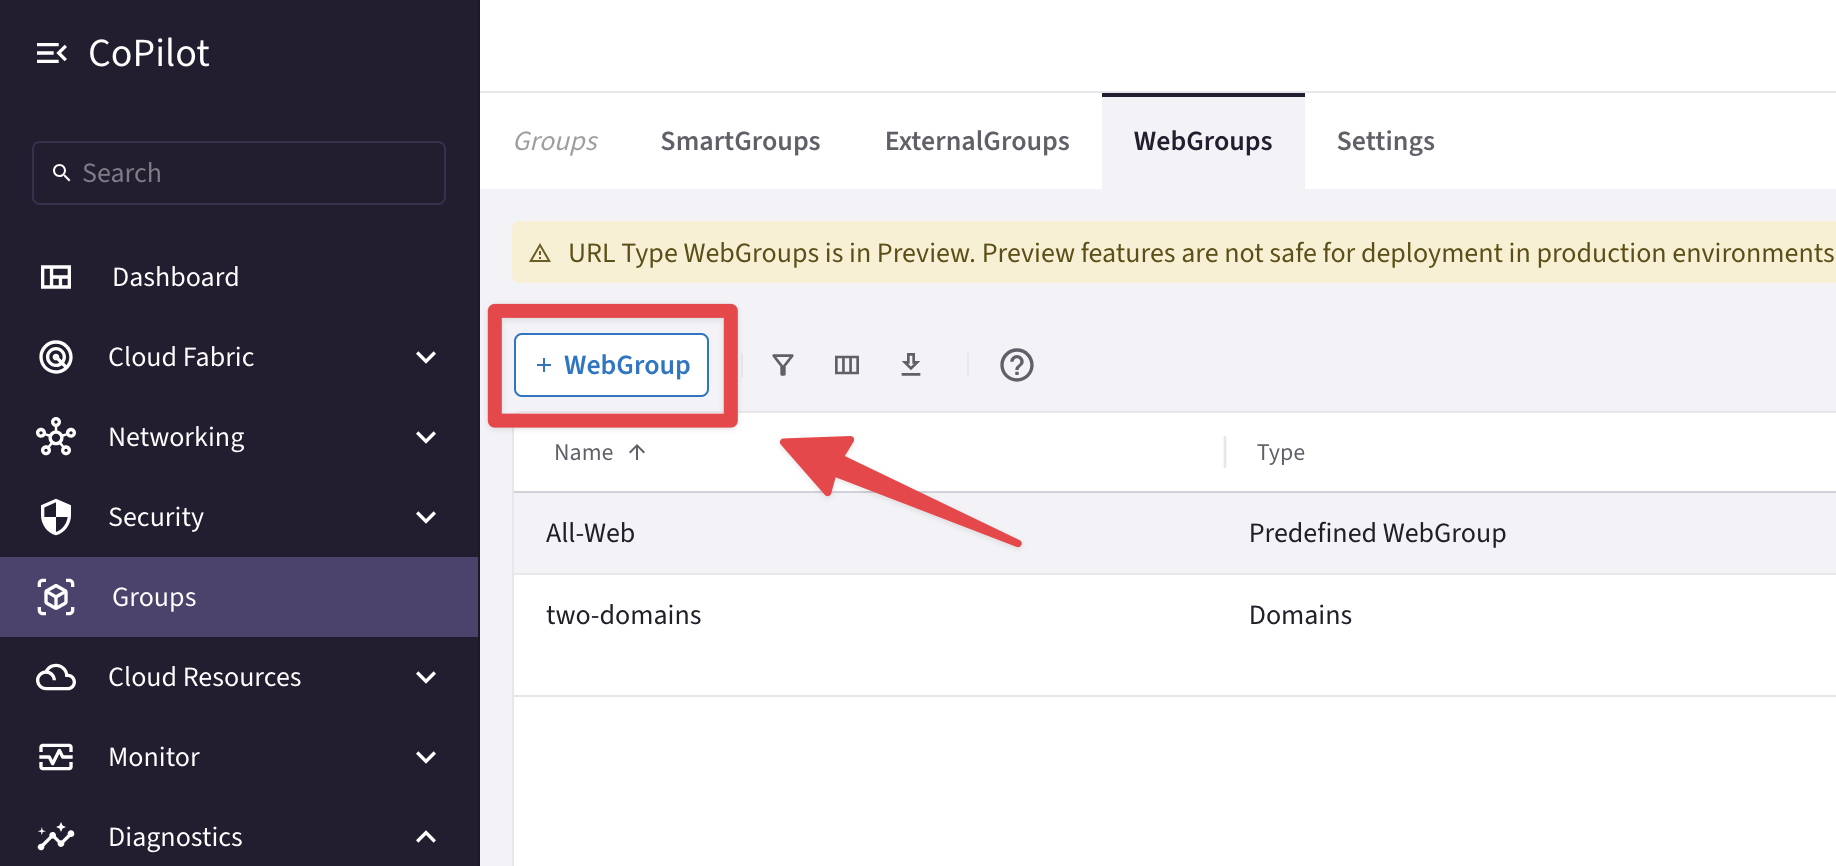 CoPilot
Search
Dashboard
Cloud Fabric
Networking
Security
Groups
Cloud Resources
Monitor
Diagnostics
Groups SmartGroups ExternalGroups WebGroups Settings
URL Type WebGroups is in Preview. Preview features are not safe for deployment in production environments
+ WebGroup
Name ↑ Type
All-Web Predefined WebGroup
two-domains Domains